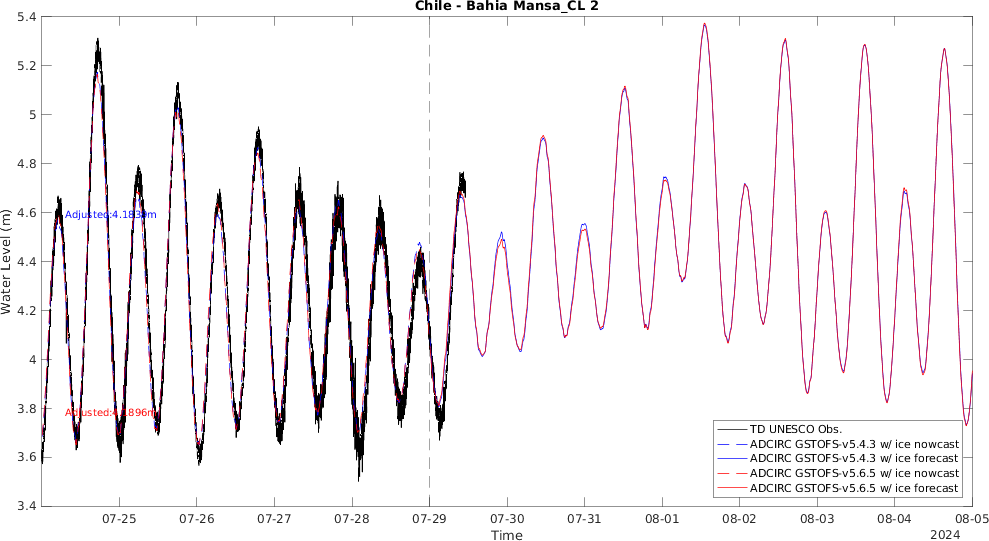 Chile - Bahia Mansa_CL 2
5.4
5.2
5
4.8
4.6
4.4
4.2
4
3.8
3.6
3.4
Water Level (m)
Adjusted:4.1839m
TD UNESCO Obs.
ADCIRC GSTOFS-v5.4.3 w/ ice nowcast
ADCIRC GSTOFS-v5.4.3 w/ ice forecast
ADCIRC GSTOFS-v5.6.5 w/ ice nowcast
ADCIRC GSTOFS-v5.6.5 w/ ice forecast
07-25 07-26 07-27 07-28 07-29 07-30 07-31 08-01 08-02 08-03 08-04 08-05
Time
2024